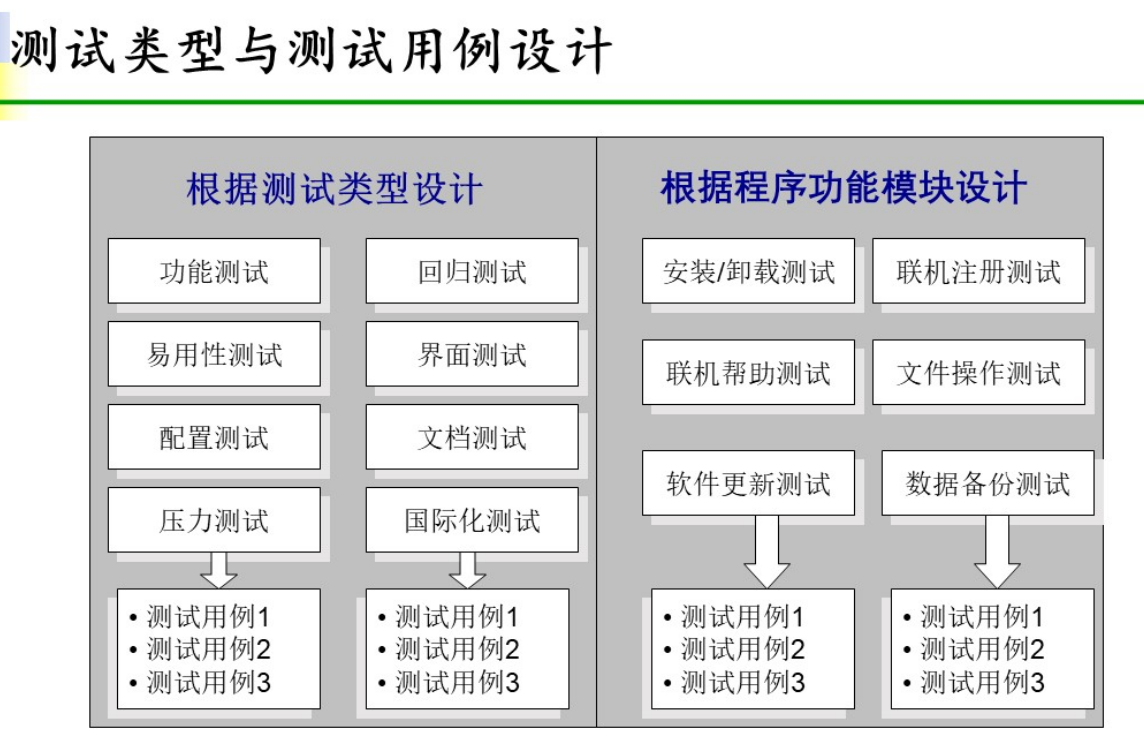 测试类型与测试用例设计
根据测试类型设计
功能测试
回归测试
易用性测试
界面测试
配置测试
文档测试
压力测试
国际化测试
• 测试用例1
• 测试用例2
• 测试用例3
• 测试用例1
• 测试用例2
• 测试用例3
根据程序功能模块设计
安装/卸载测试
联机注册测试
联机帮助测试
文件操作测试
软件更新测试
数据备份测试
• 测试用例1
• 测试用例2
• 测试用例3
• 测试用例1
• 测试用例2
• 测试用例3